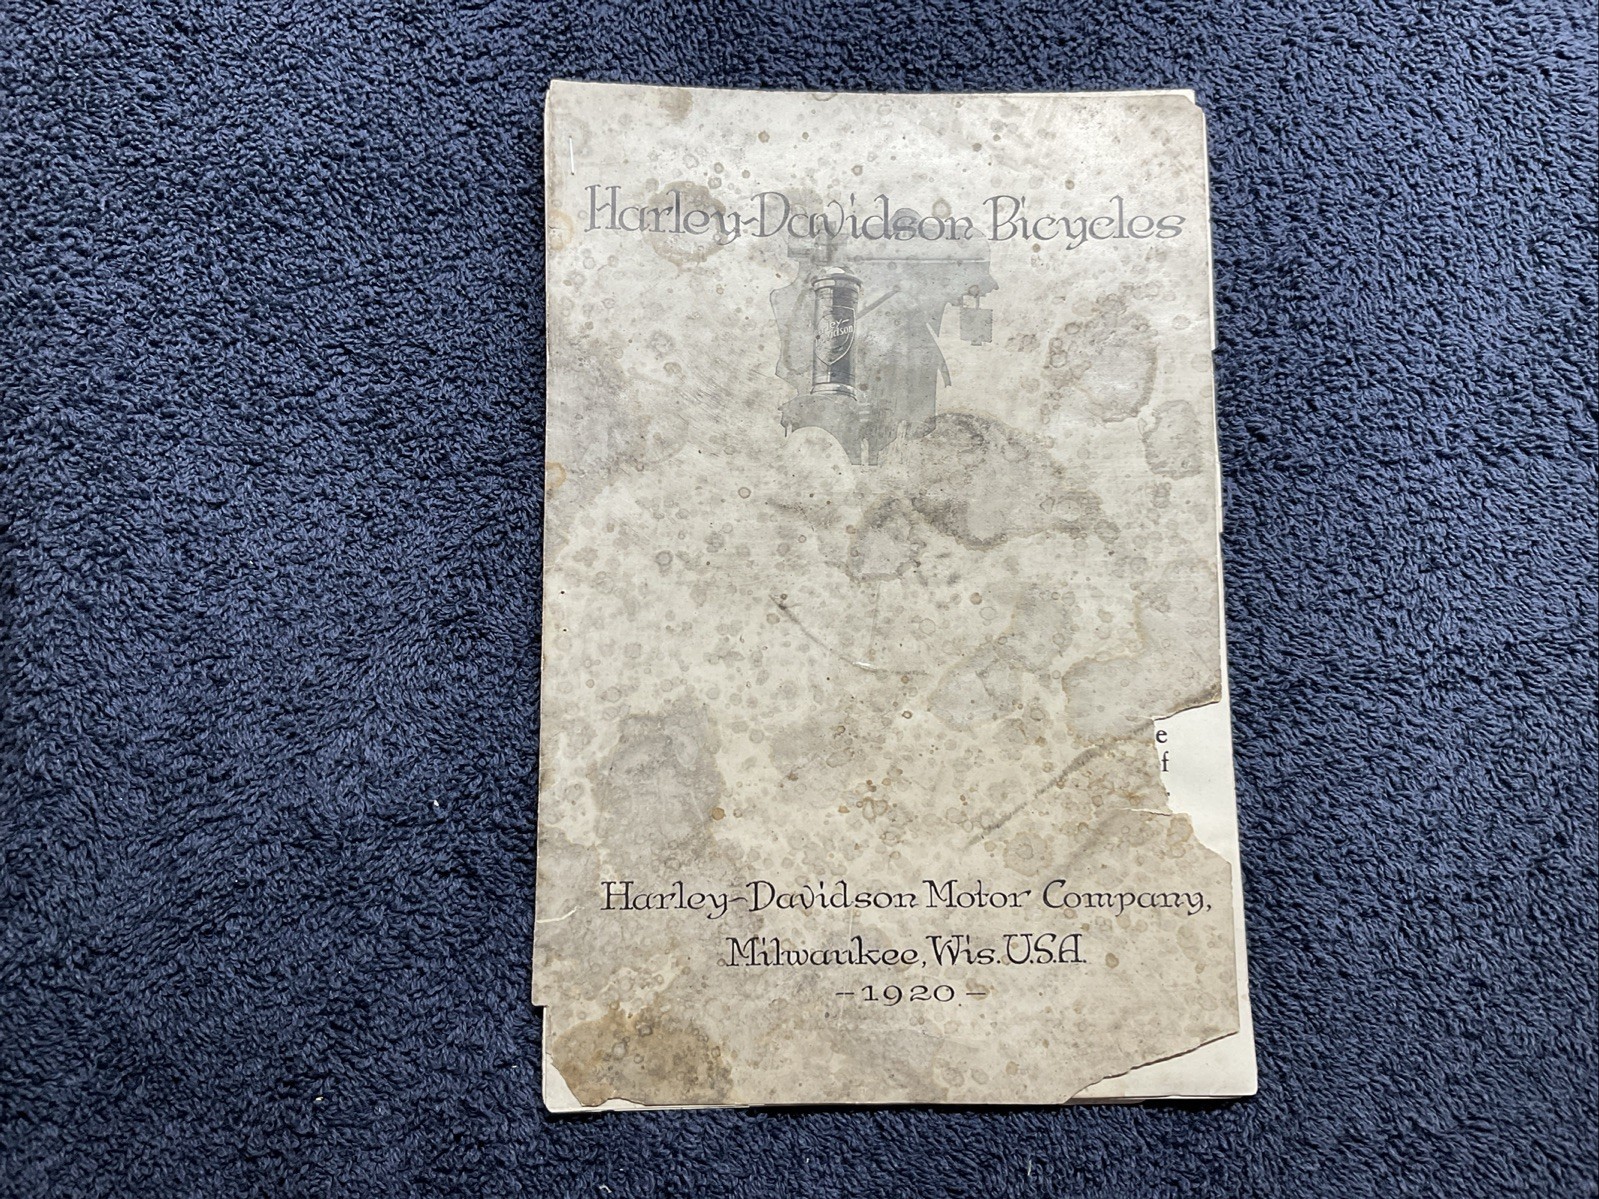 Harley-Davidson Bicycles
Harley-Davidson Motor Company,
Milwaukee, Wis. U.S.A.
-1920-
e
f